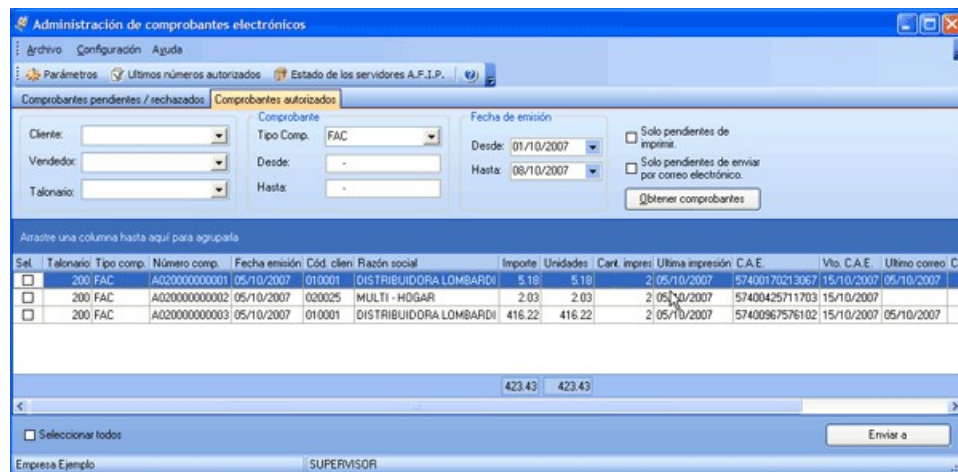 Administración de comprobantes electrónicos
Archivo Configuración Ayuda
Parámetros Ultimos números autorizados Estado de los servidores A.F.I.P.
Comprobantes pendientes / rechazados Comprobantes autorizados
Comprobante Fecha de emisión
Cliente: Tipo Comp. FAC Desde: 01/10/2007 Solo pendientes de imprimir.
Vendedor: Desde: - Hasta: 08/10/2007 Solo pendientes de enviar por correo electrónico.
Talonario: Hasta: - Obtener comprobantes
Arrastre una columna hasta aquí para agruparla
Sel. Talonario Tipo comp. Número comp. Fecha emisión Cód. clien Razón social Importe Unidades Cant. impres Ultima impresión C.A.E. Vto. C.A.E. Ultimo correo C
200 FAC A020000000001 05/10/2007 010001 DISTRIBUIDORA LOMBARDI 5.18 5.18 2 05/10/2007 57400170213067 15/10/2007 05/10/2007
200 FAC A020000000002 05/10/2007 020025 MULTI - HOGAR 2.03 2.03 2 05/10/2007 57400425711703 15/10/2007
200 FAC A020000000003 05/10/2007 010001 DISTRIBUIDORA LOMBARDI 416.22 416.22 2 05/10/2007 57400967576102 15/10/2007 05/10/2007
423.43 423.43
Seleccionar todos Enviar a
Empresa Ejemplo SUPERVISOR